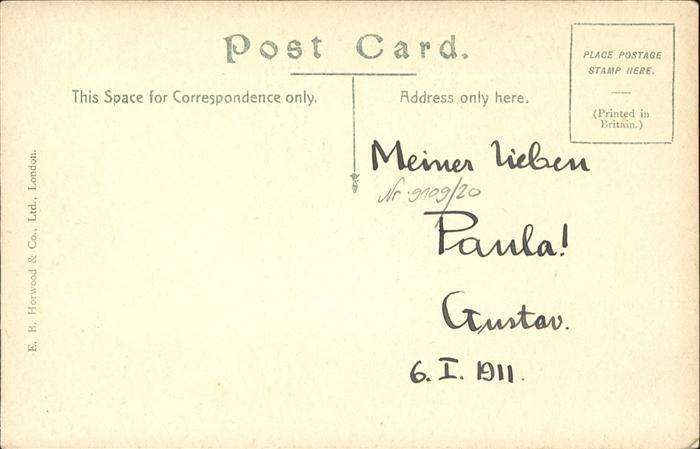 Post Card.
PLACE POSTAGE
STAMP HERE.
(Printed in
Britain.)
This Space for Correspondence only.
Address only here.
Meiner lieben
Nr. 9109/20
Paula!
Gustav.
6. I. 1911.
E. B. Horwood & Co., Ltd., London.